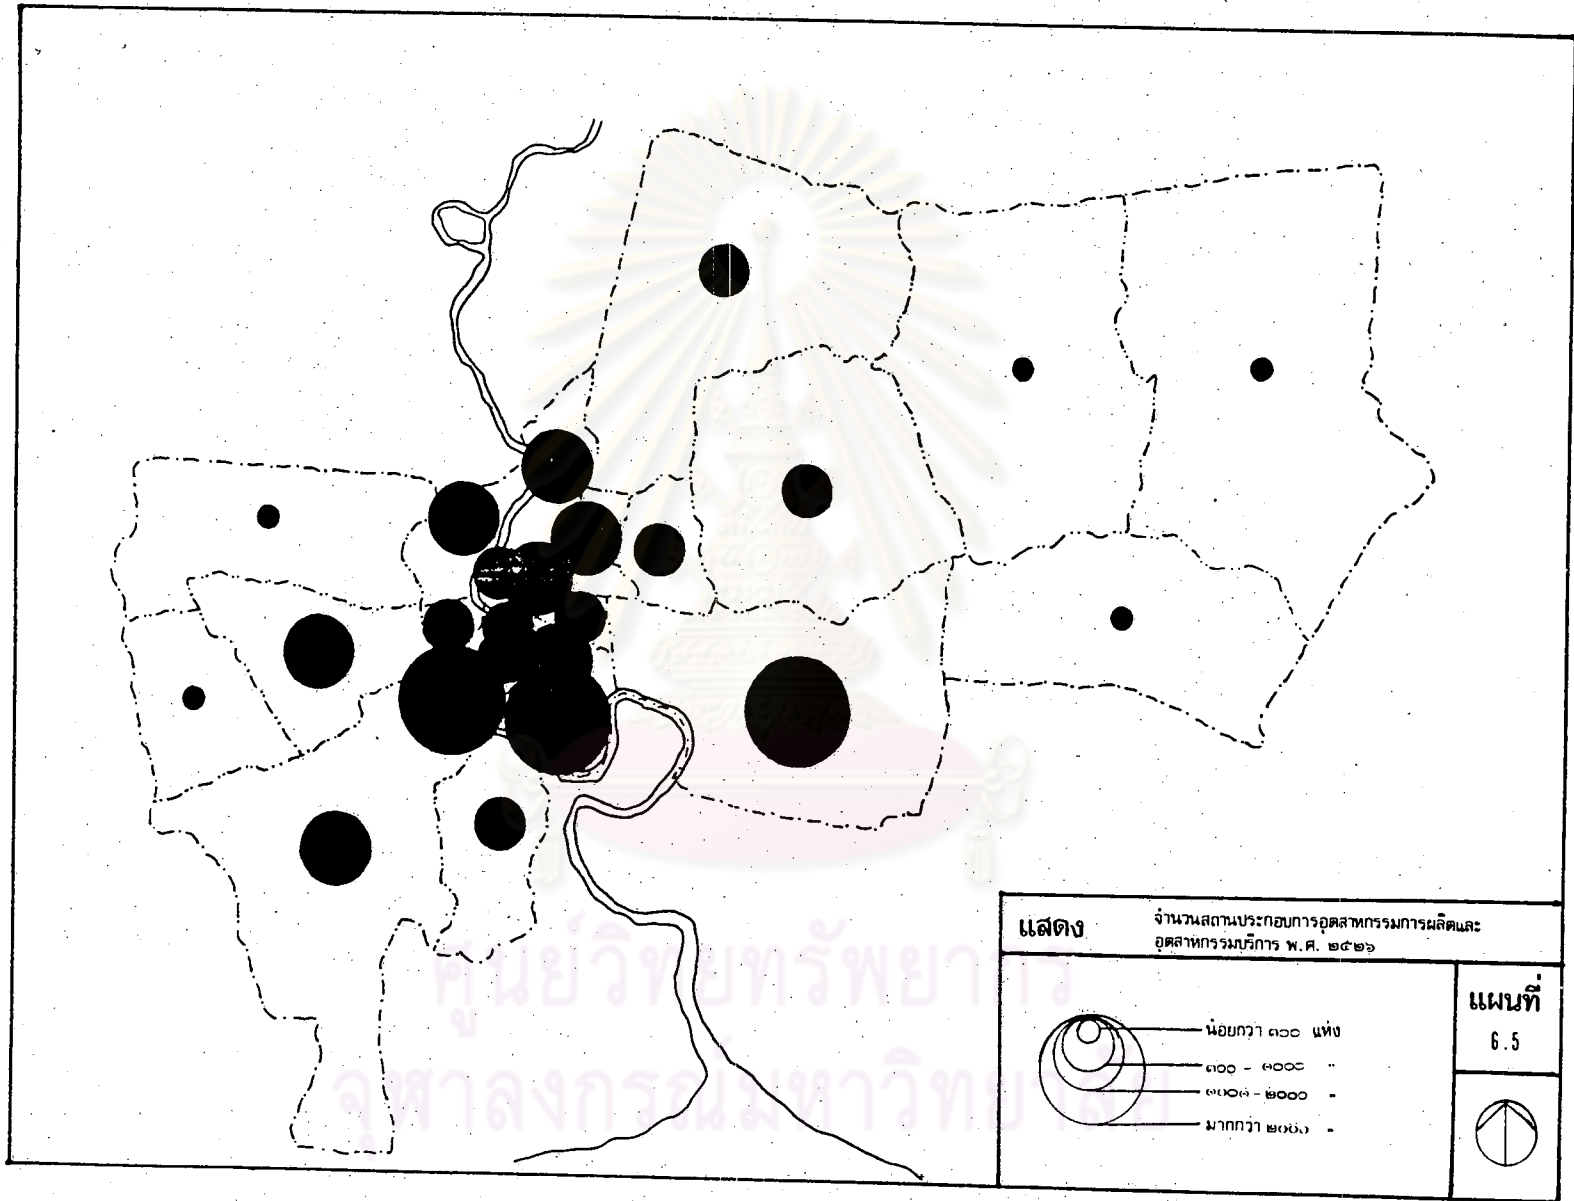 แสดง
จำนวนสถานประกอบการอุตสาหกรรมการผลิตและ
อุตสาหกรรมบริการ พ.ศ. ๒๕๒๖
น้อยกว่า ๓๐๐ แห่ง
๓๐๐ - ๑๐๐๐ "
๑๐๐๑ - ๒๐๐๐ "
มากกว่า ๒๐๐๐ "
แผนที่
6.5
ศูนย์วิทยทรัพยากร
จุฬาลงกรณ์มหาวิทยาลัย